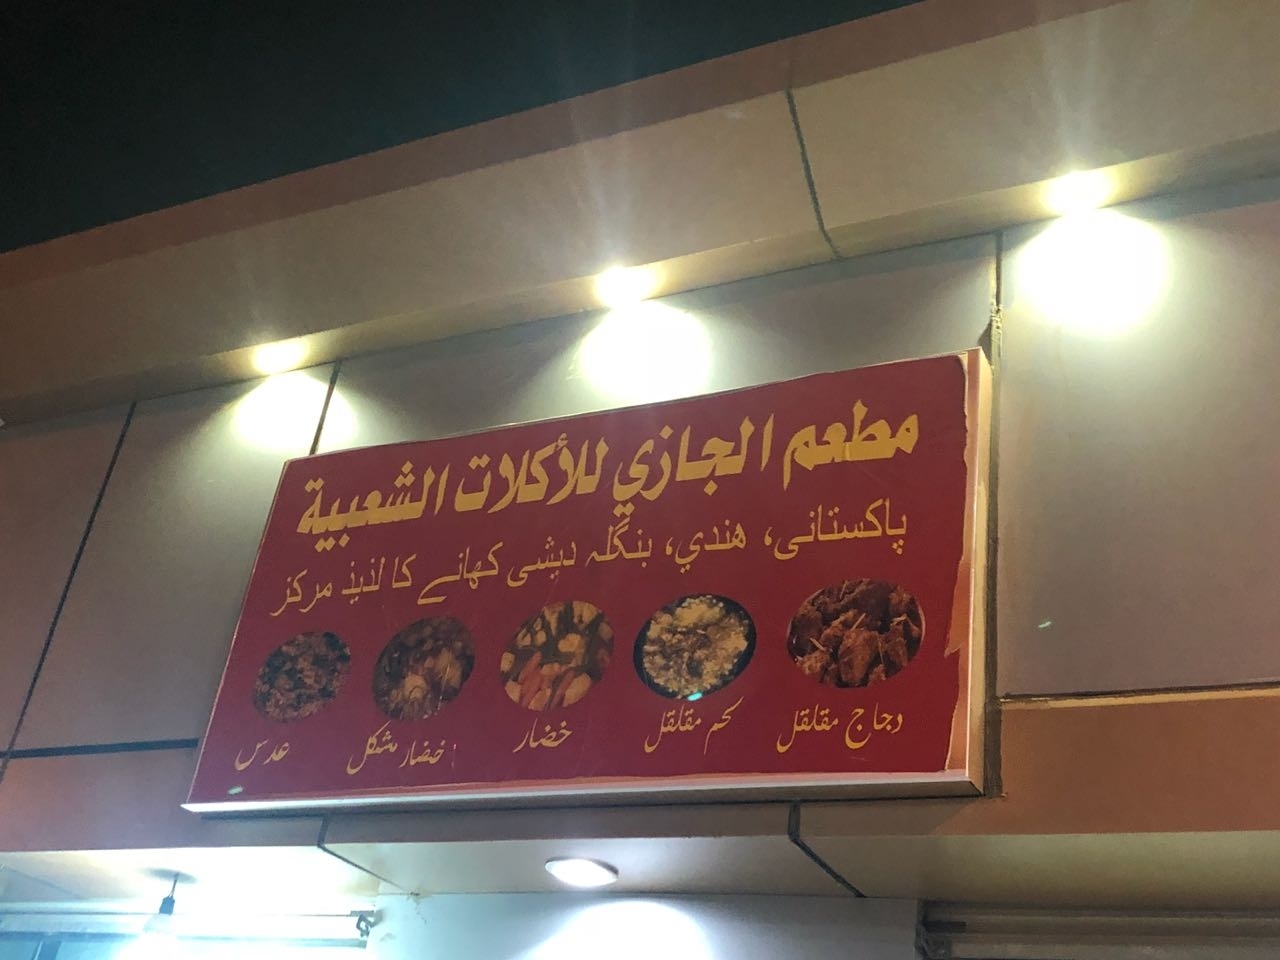 مطعم الجازي للأكلات الشعبية
پاکستانی، هندي، بنگلہ دیشی کھانے کا لذیذ مرکز
دجاج مقلقل
لحم مقلقل
خضار
خضار مشكل
عدس